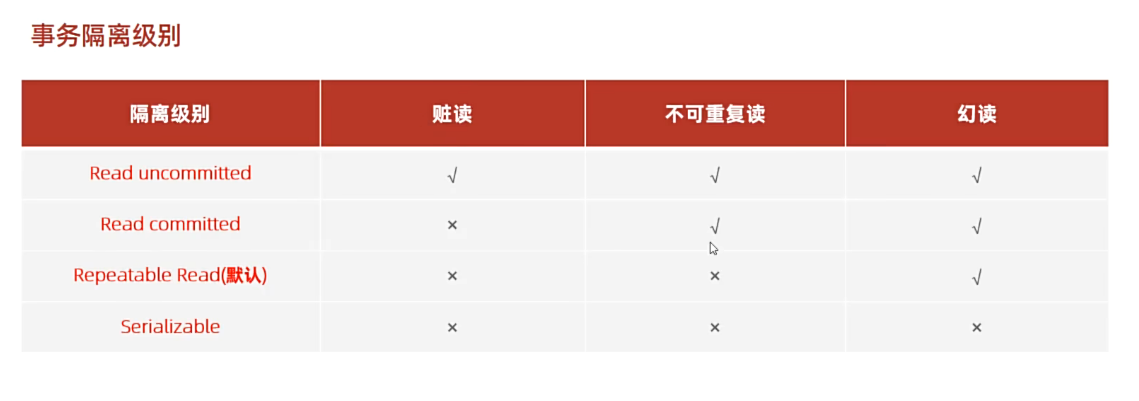 事务隔离级别
隔离级别 赃读 不可重复读 幻读
Read uncommitted √ √ √
Read committed × √ √
Repeatable Read(默认) × × √
Serializable × × ×